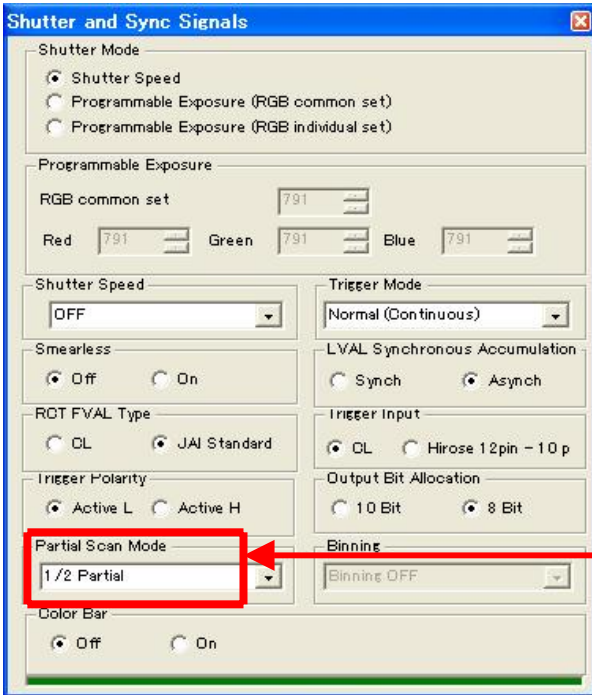 Shutter and Sync Signals
Shutter Mode
Shutter Speed
Programmable Exposure (RGB common set)
Programmable Exposure (RGB individual set)
Programmable Exposure
RGB common set 791
Red 791 Green 791 Blue 791
Shutter Speed Trigger Mode
OFF Normal (Continuous)
Smearless LVAL Synchronous Accumulation
Off On Synch Asynch
RCT FVAL Type Trigger Input
CL JAI Standard CL Hirose 12pin - 10 p
Trigger Polarity Output Bit Allocation
Active L Active H 10 Bit 8 Bit
Partial Scan Mode Binning
1/2 Partial Binning OFF
Color Bar
Off On